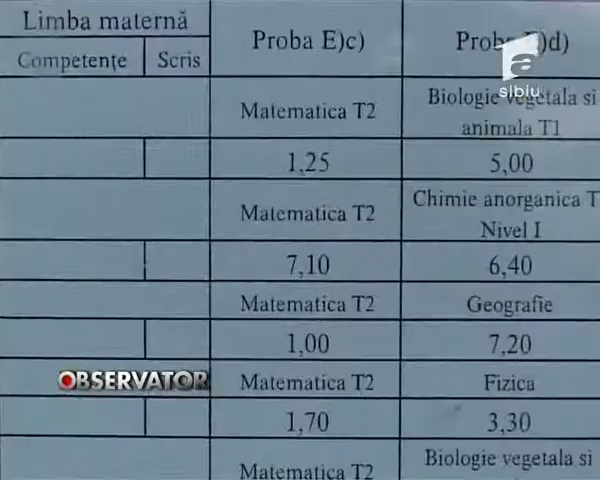 Limba maternă
Competențe Scris
Proba E)c)
Proba E)d)
sibiu
Matematica T2
Biologie vegetala si
animala T1
1,25
5,00
Matematica T2
Chimie anorganica T
Nivel I
7,10
6,40
Matematica T2
Geografie
1,00
7,20
OBSERVATOR
Matematica T2
Fizica
1,70
3,30
Matematica T2
Biologie vegetala si